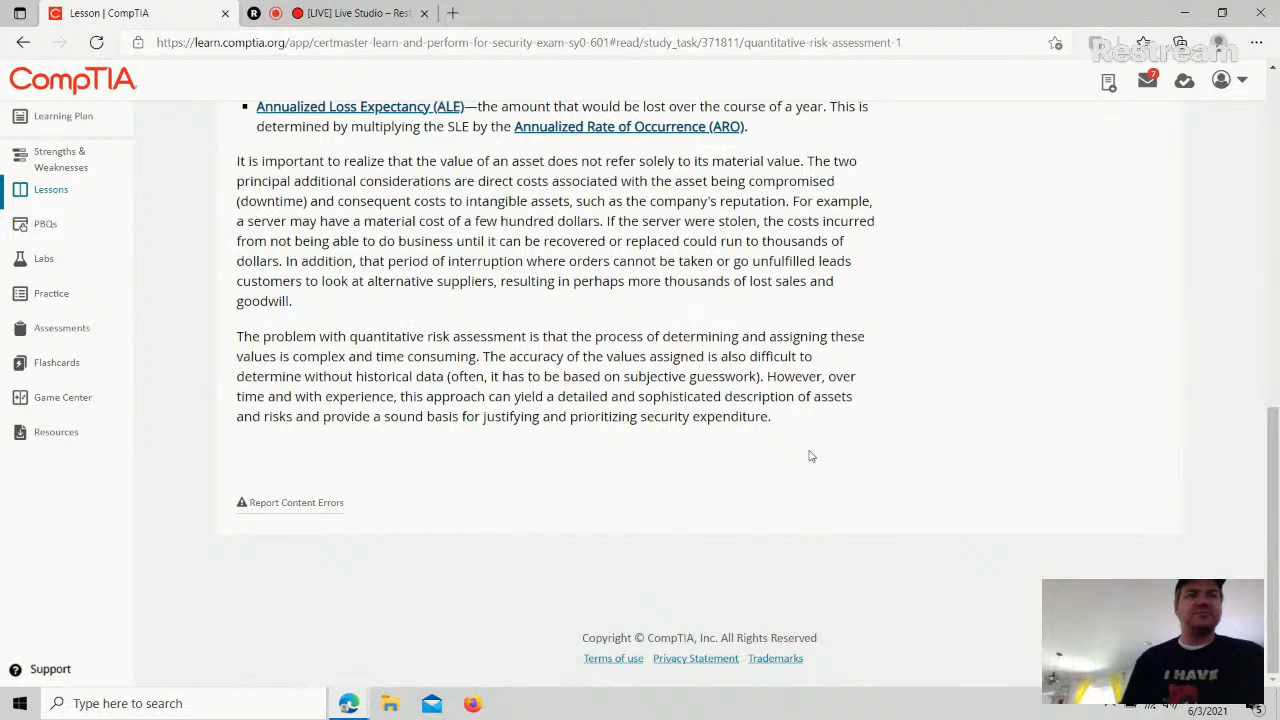 Lesson | CompTIA
[LIVE] Live Studio – Rest
https://learn.comptia.org/app/certmaster-learn-and-perform-for-security-exam-sy0-601#read/study_task/371811/quantitative-risk-assessment-1
Restream
CompTIA
7
Learning Plan
Strengths &
Weaknesses
Lessons
PBQs
Labs
Practice
Assessments
Flashcards
Game Center
Resources
Support
Annualized Loss Expectancy (ALE)—the amount that would be lost over the course of a year. This is
determined by multiplying the SLE by the Annualized Rate of Occurrence (ARO).
It is important to realize that the value of an asset does not refer solely to its material value. The two
principal additional considerations are direct costs associated with the asset being compromised
(downtime) and consequent costs to intangible assets, such as the company's reputation. For example,
a server may have a material cost of a few hundred dollars. If the server were stolen, the costs incurred
from not being able to do business until it can be recovered or replaced could run to thousands of
dollars. In addition, that period of interruption where orders cannot be taken or go unfulfilled leads
customers to look at alternative suppliers, resulting in perhaps more thousands of lost sales and
goodwill.
The problem with quantitative risk assessment is that the process of determining and assigning these
values is complex and time consuming. The accuracy of the values assigned is also difficult to
determine without historical data (often, it has to be based on subjective guesswork). However, over
time and with experience, this approach can yield a detailed and sophisticated description of assets
and risks and provide a sound basis for justifying and prioritizing security expenditure.
Report Content Errors
Copyright © CompTIA, Inc. All Rights Reserved
Terms of use Privacy Statement Trademarks
I HAVE
Type here to search
6/3/2021
5